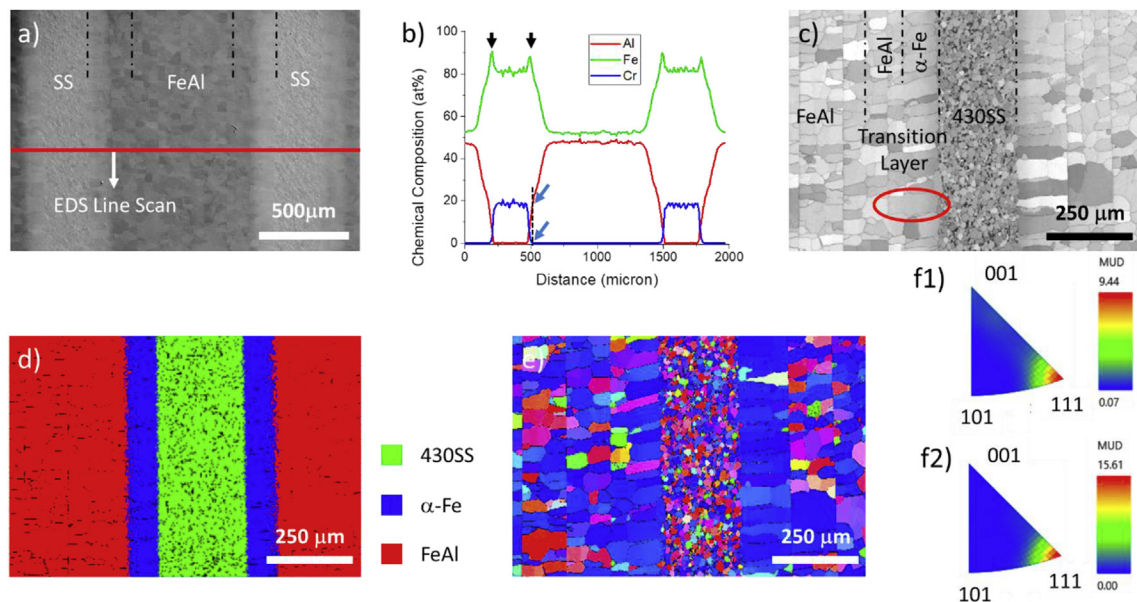 a)
SS
FeAl
SS
EDS Line Scan
500μm
b)
Al
Fe
Cr
Chemical Composition (at%)
100
80
60
40
20
0
0
500
1000
1500
2000
Distance (micron)
c)
FeAl
α-Fe
FeAl
430SS
Transition
Layer
250 μm
d)
250 μm
430SS
α-Fe
FeAl
e)
250 μm
f1)
001
101
111
MUD
9.44
0.07
f2)
001
101
111
MUD
15.61
0.00